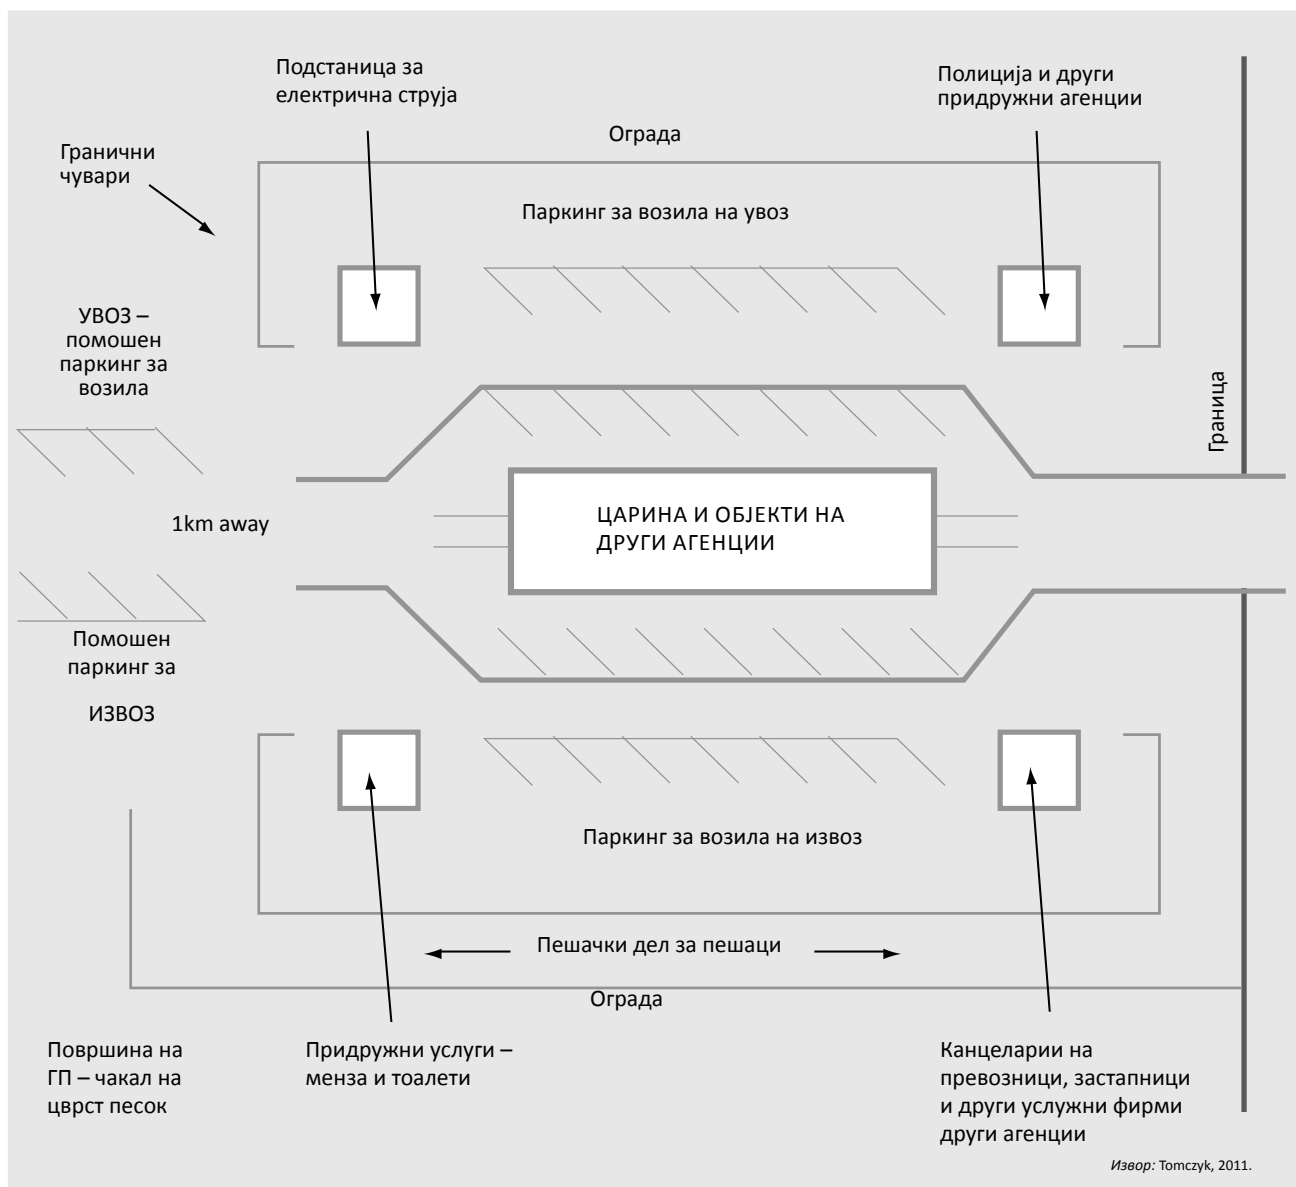 Подстаница за
електрична струја
Полиција и други
придружни агенции
Ограда
Гранични
чувари
Паркинг за возила на увоз
УВОЗ –
помошен
паркинг за
возила
Граница
1km away
ЦАРИНА И ОБЈЕКТИ НА
ДРУГИ АГЕНЦИИ
Помошен
паркинг за
ИЗВОЗ
Паркинг за возила на извоз
Пешачки дел за пешаци
Ограда
Површина на
ГП – чакал на
цврст песок
Придружни услуги –
менза и тоалети
Канцеларии на
превозници, застапници
и други услужни фирми
други агенции
Извор: Tomczyk, 2011.